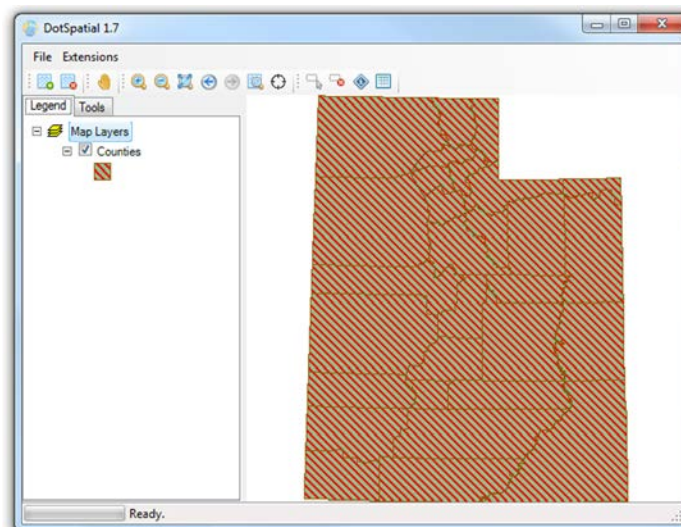 DotSpatial 1.7
File Extensions
Legend Tools
Map Layers
Counties
Ready.